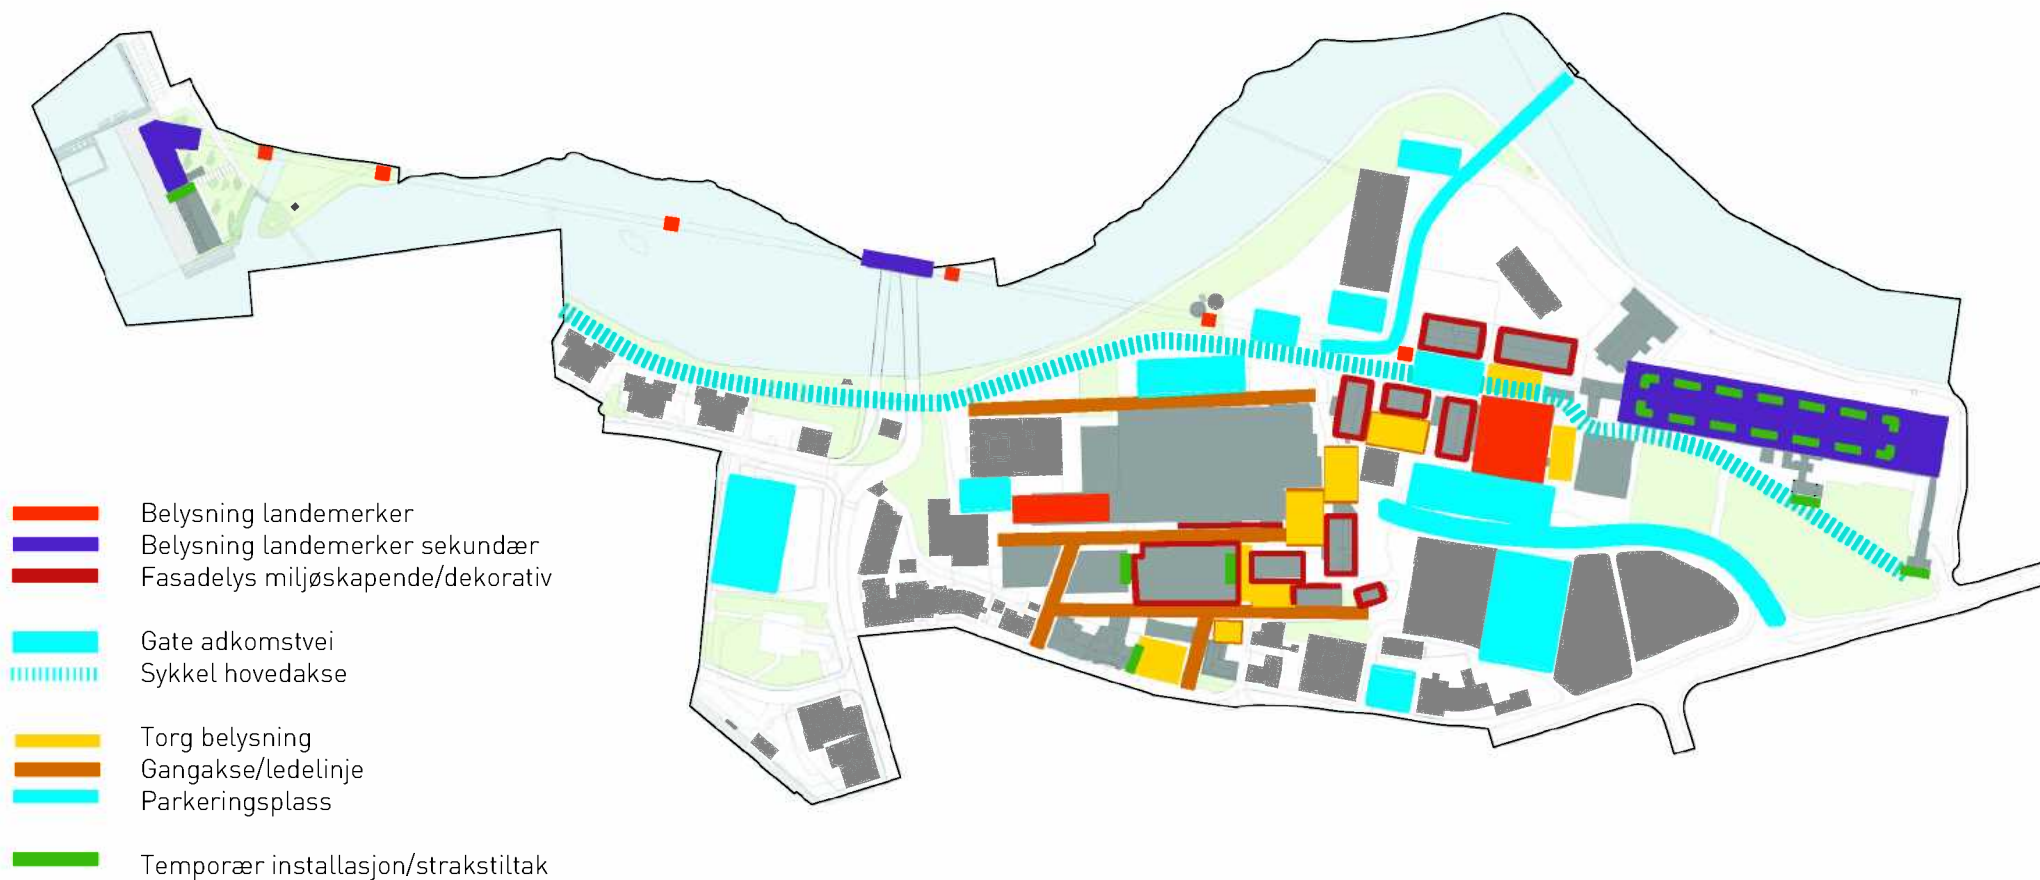 Belysning landemerker
Belysning landemerker sekundær
Fasadelys miljøskapende/dekorativ
Gate adkomstvei
Sykkel hovedakse
Torg belysning
Gangakse/ledelinje
Parkeringsplass
Temporær installasjon/strakstiltak